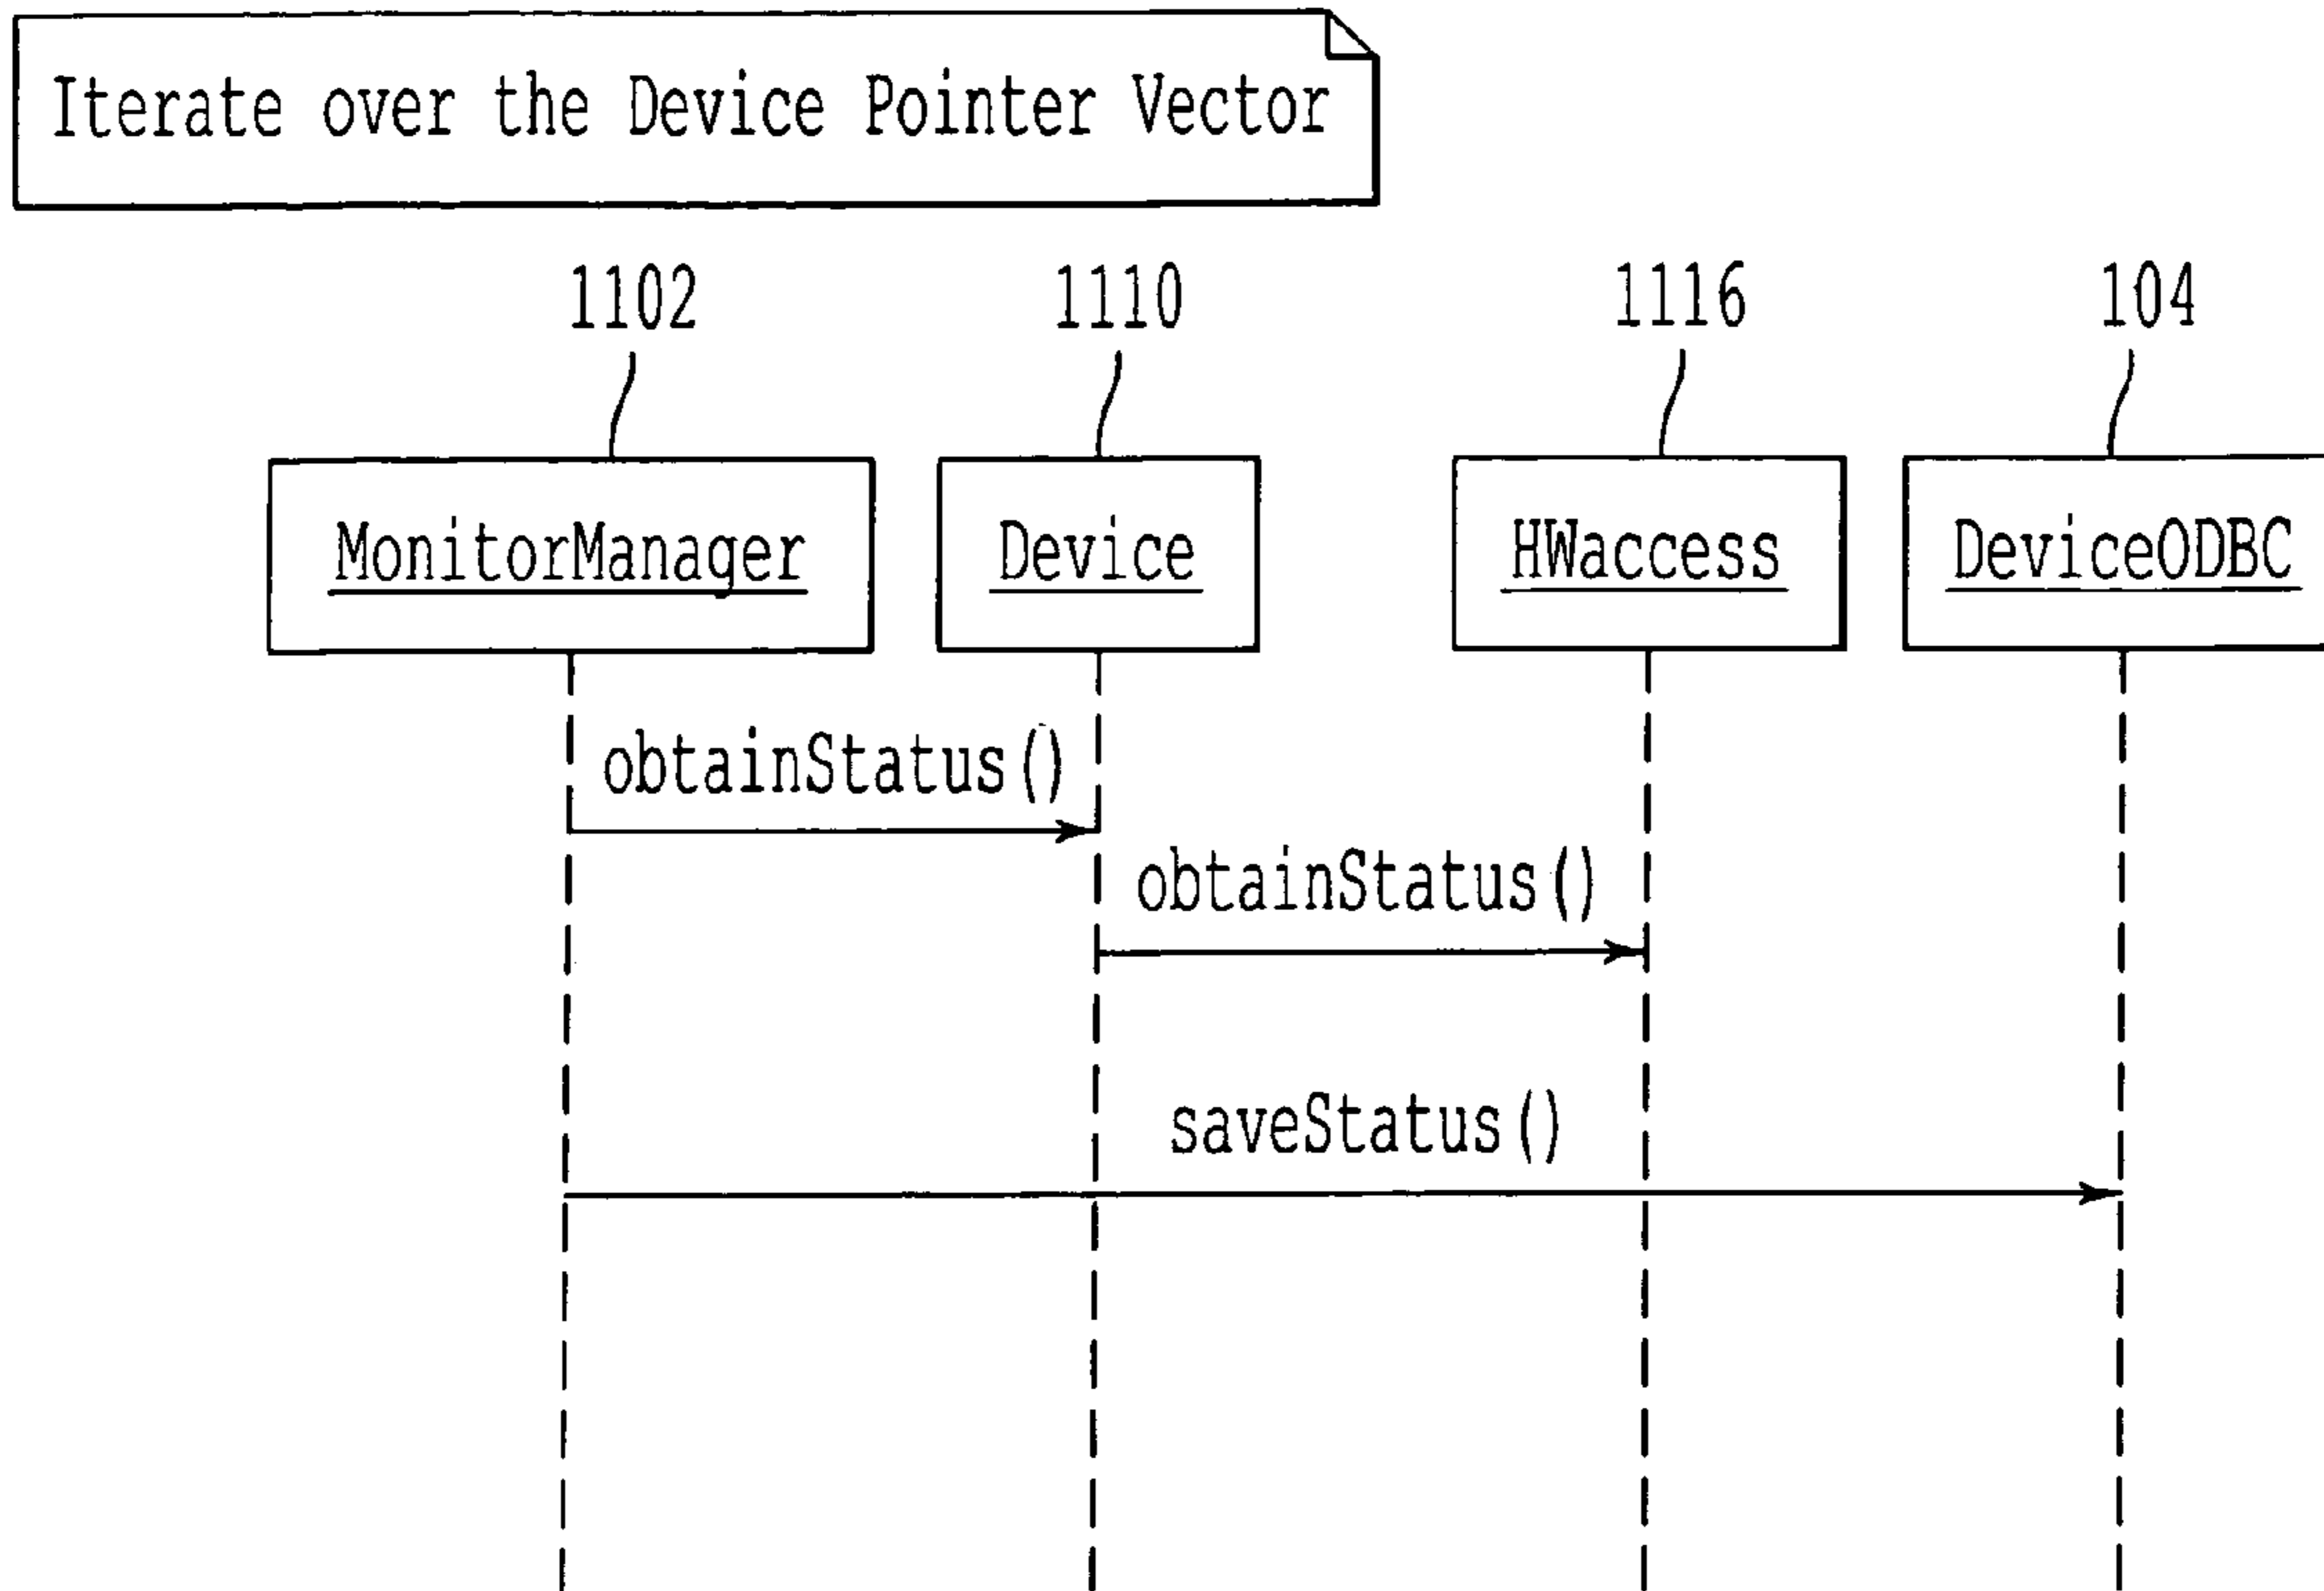 Iterate over the Device Pointer Vector
1102 1110 1116 104
MonitorManager Device HWaccess DeviceODBC
obtainStatus()
obtainStatus()
saveStatus()